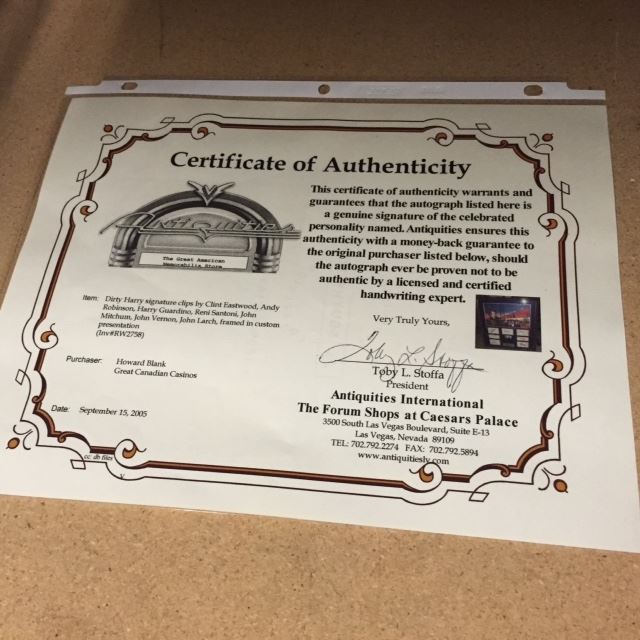 Certificate of Authenticity
Antiquities
The Great American
Memorabilia Store
This certificate of authenticity warrants and
guarantees that the autograph listed here is
a genuine signature of the celebrated
personality named. Antiquities ensures this
authenticity with a money-back guarantee to
the original purchaser listed below, should
the autograph ever be proven not to be
authentic by a licensed and certified
handwriting expert.
Item: Dirty Harry signature clips by Clint Eastwood, Andy
Robinson, Harry Guardino, Reni Santoni, John
Mitchum, John Vernon, John Larch, framed in custom
presentation
(Inv#RW2758)
Purchaser: Howard Blank
Great Canadian Casinos
Date: September 15, 2005
cc: db files
Very Truly Yours,
Toby L. Stoffa
Toby L. Stoffa
President
Antiquities International
The Forum Shops at Caesars Palace
3500 South Las Vegas Boulevard, Suite E-13
Las Vegas, Nevada 89109
TEL: 702.792.2274 FAX: 702.792.5894
www.antiquitieslv.com